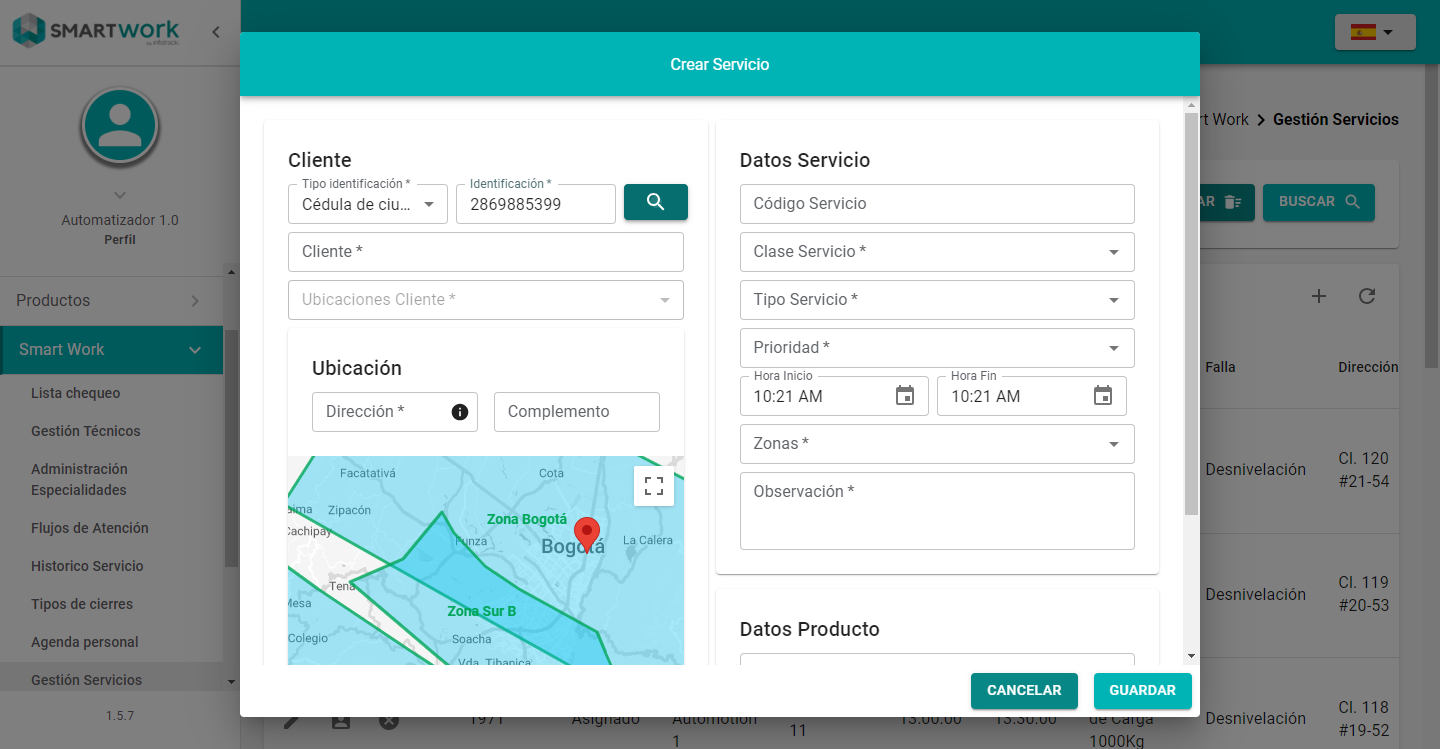 SMARTWORK
by infotrack
Automatizador 1.0
Perfil
Productos
Smart Work
Lista chequeo
Gestión Técnicos
Administración
Especialidades
Flujos de Atención
Historico Servicio
Tipos de cierres
Agenda personal
Gestión Servicios
1.5.7
Crear Servicio
Cliente
Tipo identificación *
Cédula de ciu...
Identificación *
2869885399
Cliente *
Ubicaciones Cliente *
Ubicación
Dirección *
Complemento
Facatativá
Cota
Zipacón
Zona Bogotá
Cachipay
Funza
Bogotá
La Calera
Tena
Mesa
Zona Sur B
Colegio
Soacha
Vda. Tibanica
Datos Servicio
Código Servicio
Clase Servicio *
Tipo Servicio *
Prioridad *
Hora Inicio
10:21 AM
Hora Fin
10:21 AM
Zonas *
Observación *
Datos Producto
CANCELAR
GUARDAR
rt Work > Gestión Servicios
AR
BUSCAR
Falla
Dirección
Desnivelación
Cl. 120
#21-54
Desnivelación
Cl. 119
#20-53
Desnivelación
Cl. 118
#19-52
1971
Asignado
Automotion
1
11
13:00:00
13:30:00
de Carga
1000Kg